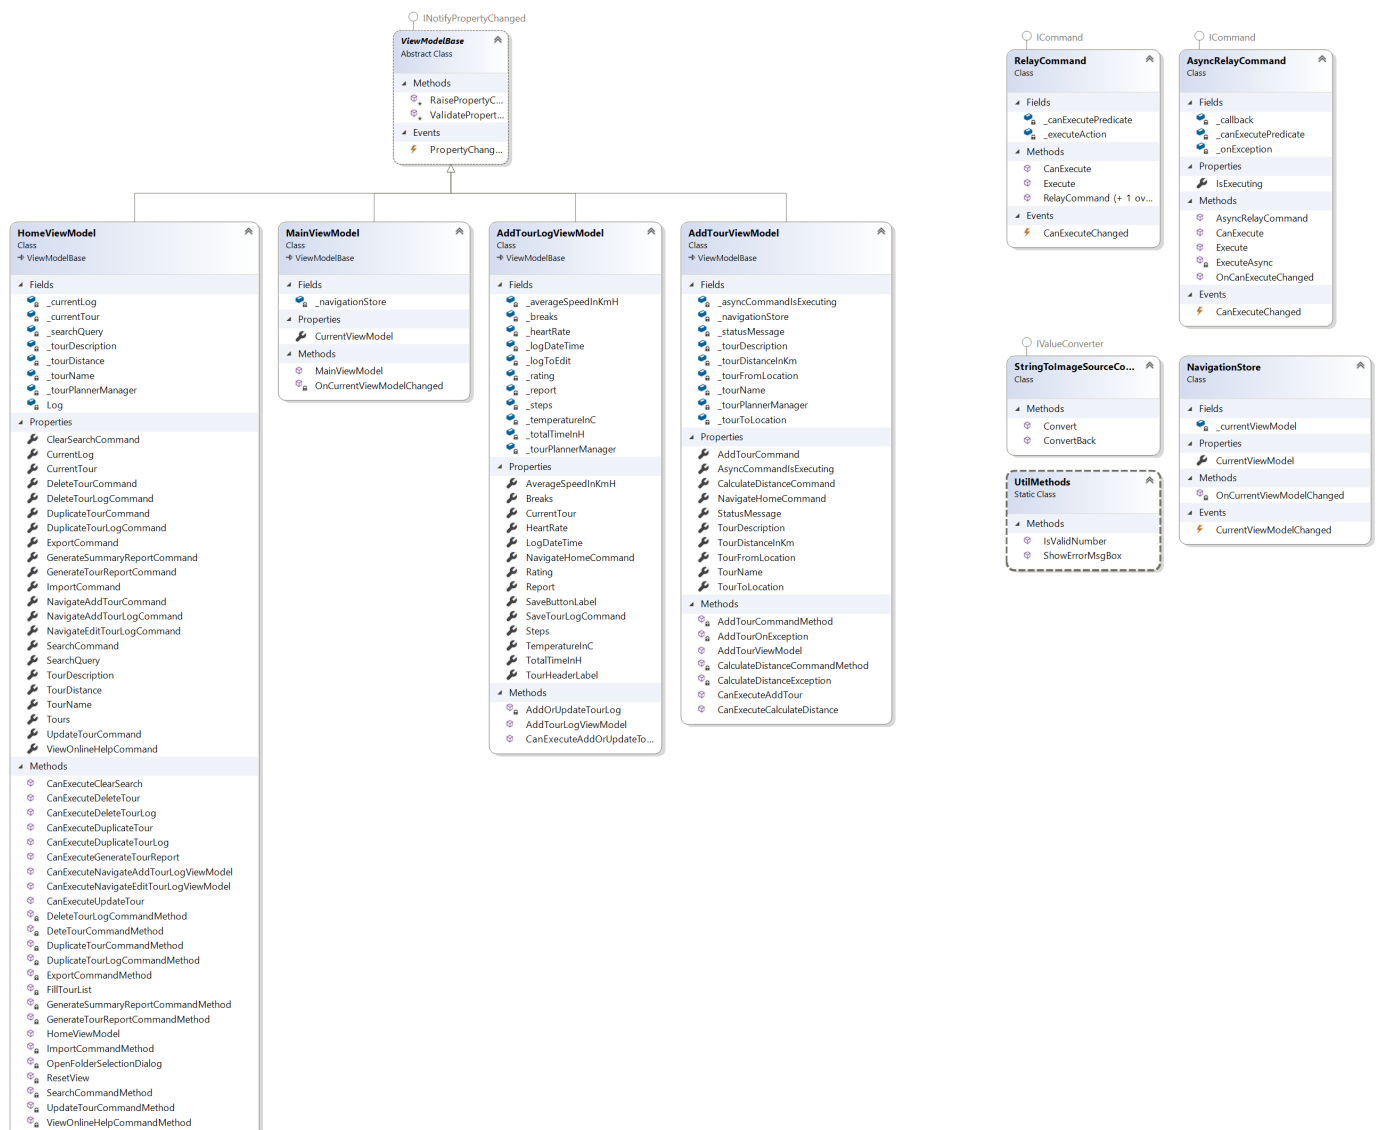 INotifyPropertyChanged
ViewModelBase
Abstract Class
Methods
RaisePropertyC...
ValidatePropert...
Events
PropertyChang...
HomeViewModel
Class
ViewModelBase
Fields
_currentLog
_currentTour
_searchQuery
_tourDescription
_tourDistance
_tourName
_tourPlannerManager
Log
Properties
ClearSearchCommand
CurrentLog
CurrentTour
DeleteTourCommand
DeleteTourLogCommand
DuplicateTourCommand
DuplicateTourLogCommand
ExportCommand
GenerateSummaryReportCommand
GenerateTourReportCommand
ImportCommand
NavigateAddTourCommand
NavigateAddTourLogCommand
NavigateEditTourLogCommand
SearchCommand
SearchQuery
TourDescription
TourDistance
TourName
Tours
UpdateTourCommand
ViewOnlineHelpCommand
Methods
CanExecuteClearSearch
CanExecuteDeleteTour
CanExecuteDeleteTourLog
CanExecuteDuplicateTour
CanExecuteDuplicateTourLog
CanExecuteGenerateTourReport
CanExecuteNavigateAddTourLogViewModel
CanExecuteNavigateEditTourLogViewModel
CanExecuteUpdateTour
DeleteTourLogCommandMethod
DeteTourCommandMethod
DuplicateTourCommandMethod
DuplicateTourLogCommandMethod
ExportCommandMethod
FillTourList
GenerateSummaryReportCommandMethod
GenerateTourReportCommandMethod
HomeViewModel
ImportCommandMethod
OpenFolderSelectionDialog
ResetView
SearchCommandMethod
UpdateTourCommandMethod
ViewOnlineHelpCommandMethod
MainViewModel
Class
ViewModelBase
Fields
_navigationStore
Properties
CurrentViewModel
Methods
MainViewModel
OnCurrentViewModelChanged
AddTourLogViewModel
Class
ViewModelBase
Fields
_averageSpeedInKmH
_breaks
_heartRate
_logDateTime
_logToEdit
_rating
_report
_steps
_temperatureInC
_totalTimeInH
_tourPlannerManager
Properties
AverageSpeedInKmH
Breaks
CurrentTour
HeartRate
LogDateTime
NavigateHomeCommand
Rating
Report
SaveButtonLabel
SaveTourLogCommand
Steps
TemperatureInC
TotalTimeInH
TourHeaderLabel
Methods
AddOrUpdateTourLog
AddTourLogViewModel
CanExecuteAddOrUpdateTo...
AddTourViewModel
Class
ViewModelBase
Fields
_asyncCommandIsExecuting
_navigationStore
_statusMessage
_tourDescription
_tourDistanceInKm
_tourFromLocation
_tourName
_tourPlannerManager
_tourToLocation
Properties
AddTourCommand
AsyncCommandIsExecuting
CalculateDistanceCommand
NavigateHomeCommand
StatusMessage
TourDescription
TourDistanceInKm
TourFromLocation
TourName
TourToLocation
Methods
AddTourCommandMethod
AddTourOnException
AddTourViewModel
CalculateDistanceCommandMethod
CalculateDistanceException
CanExecuteAddTour
CanExecuteCalculateDistance
ICommand
RelayCommand
Class
Fields
_canExecutePredicate
_executeAction
Methods
CanExecute
Execute
RelayCommand (+ 1 ov...
Events
CanExecuteChanged
ICommand
AsyncRelayCommand
Class
Fields
_callback
_canExecutePredicate
_onException
Properties
IsExecuting
Methods
AsyncRelayCommand
CanExecute
Execute
ExecuteAsync
OnCanExecuteChanged
Events
CanExecuteChanged
IValueConverter
StringToImageSourceCo...
Class
Methods
Convert
ConvertBack
NavigationStore
Class
Fields
_currentViewModel
Properties
CurrentViewModel
Methods
OnCurrentViewModelChanged
Events
CurrentViewModelChanged
UtilMethods
Static Class
Methods
IsValidNumber
ShowErrorMsgBox